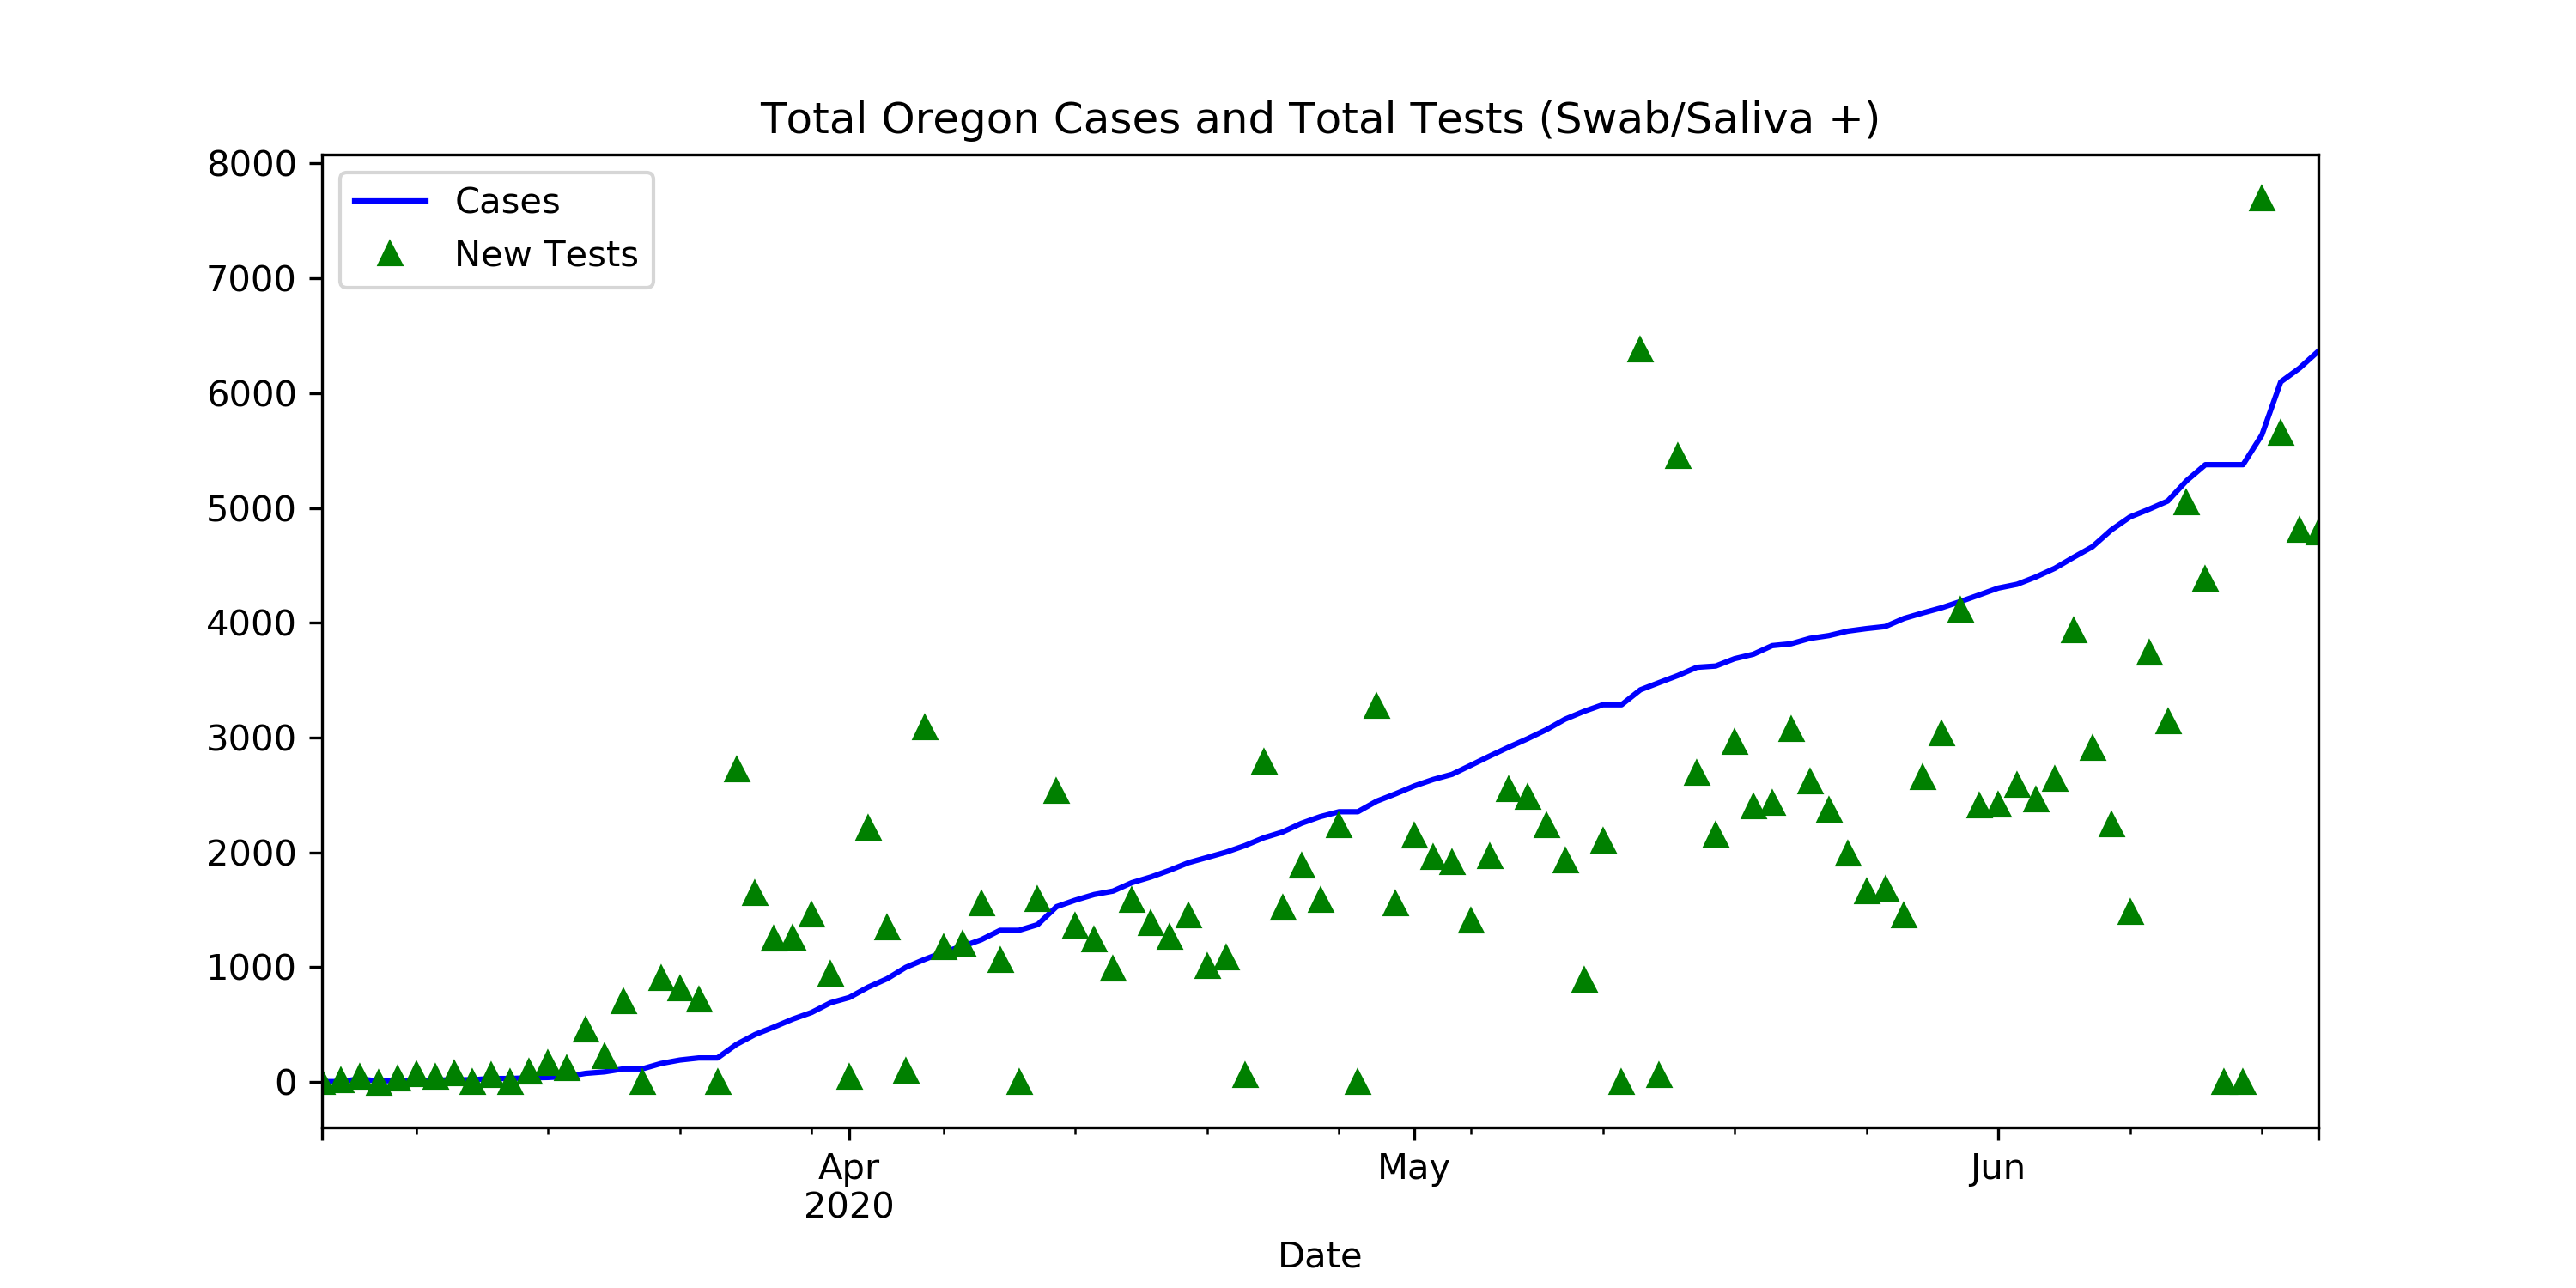 Total Oregon Cases and Total Tests (Swab/Saliva +)
8000
7000
6000
5000
4000
3000
2000
1000
0
Cases
New Tests
Apr
2020
May
Jun
Date